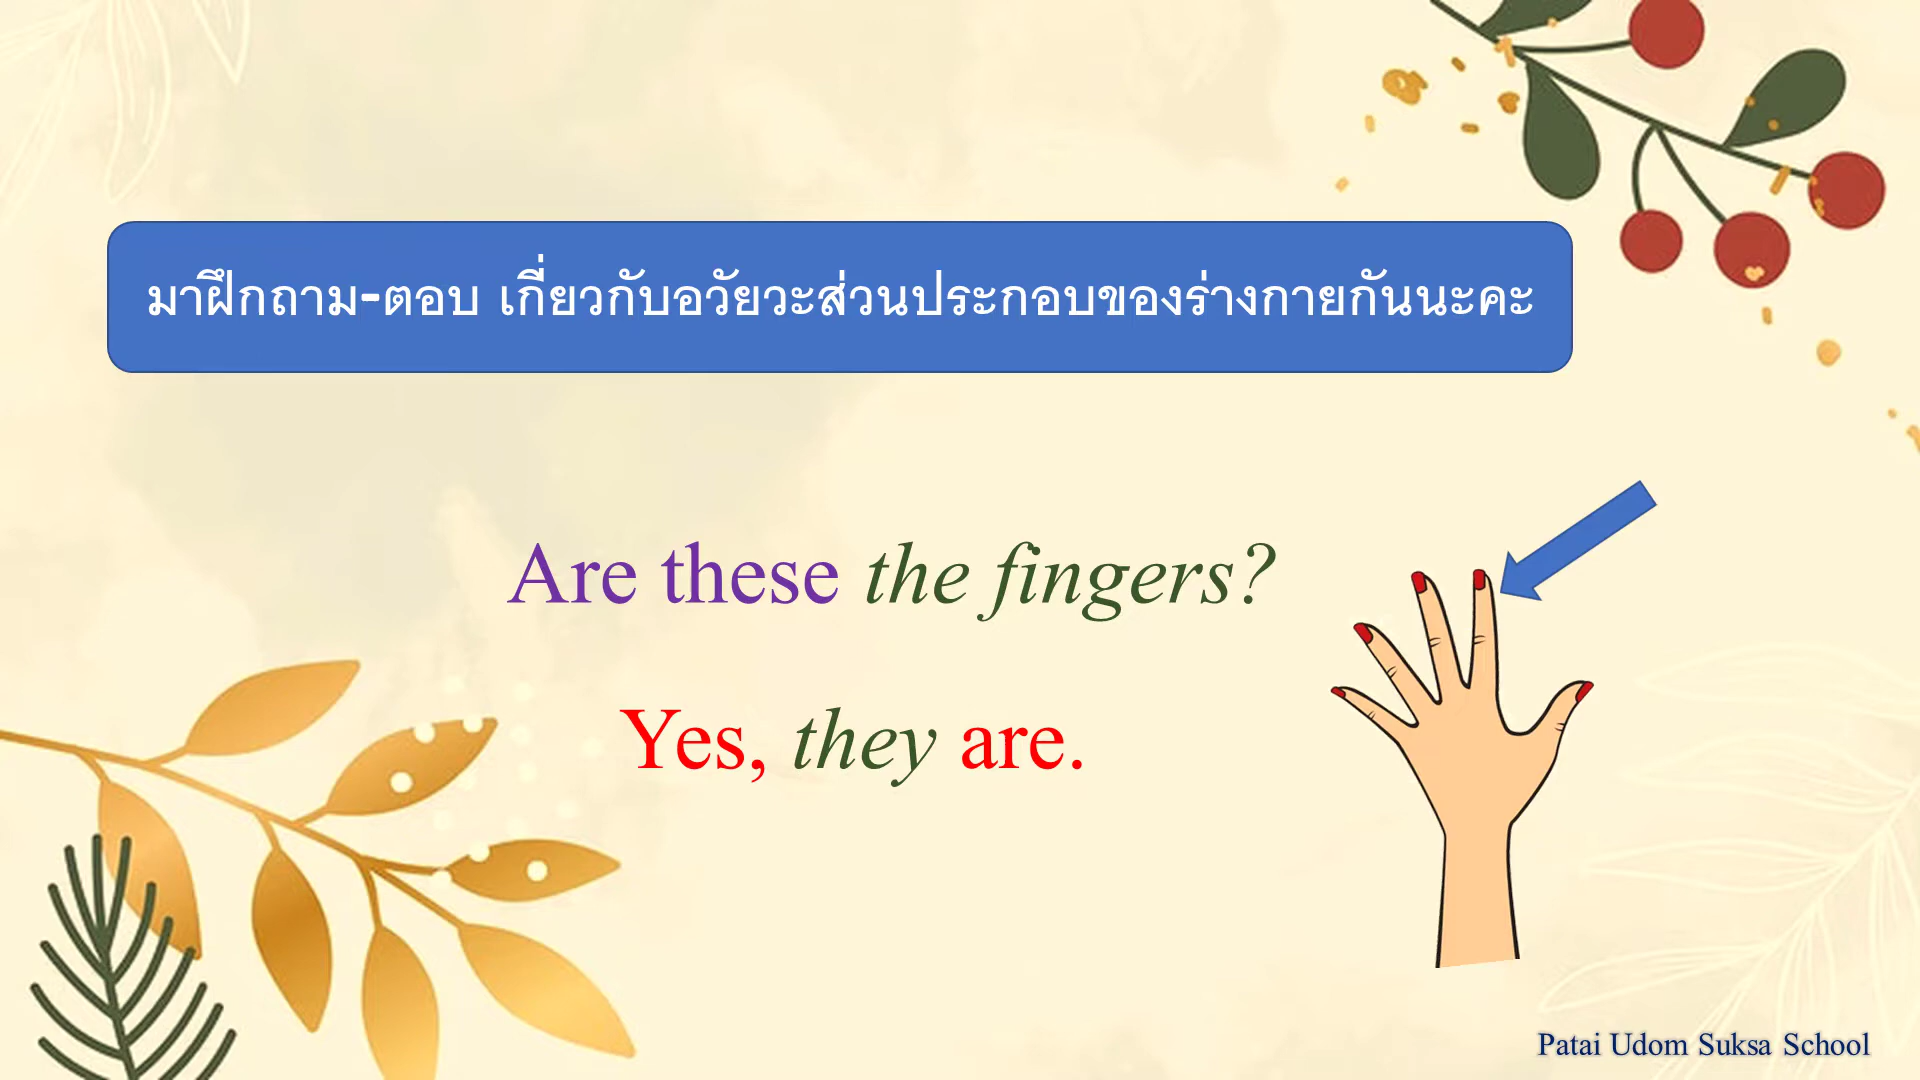 มาฝึกถาม-ตอบ เกี่ยวกับอวัยวะส่วนประกอบของร่างกายกันนะคะ
Are these the fingers?
Yes, they are.
Patai Udom Suksa School